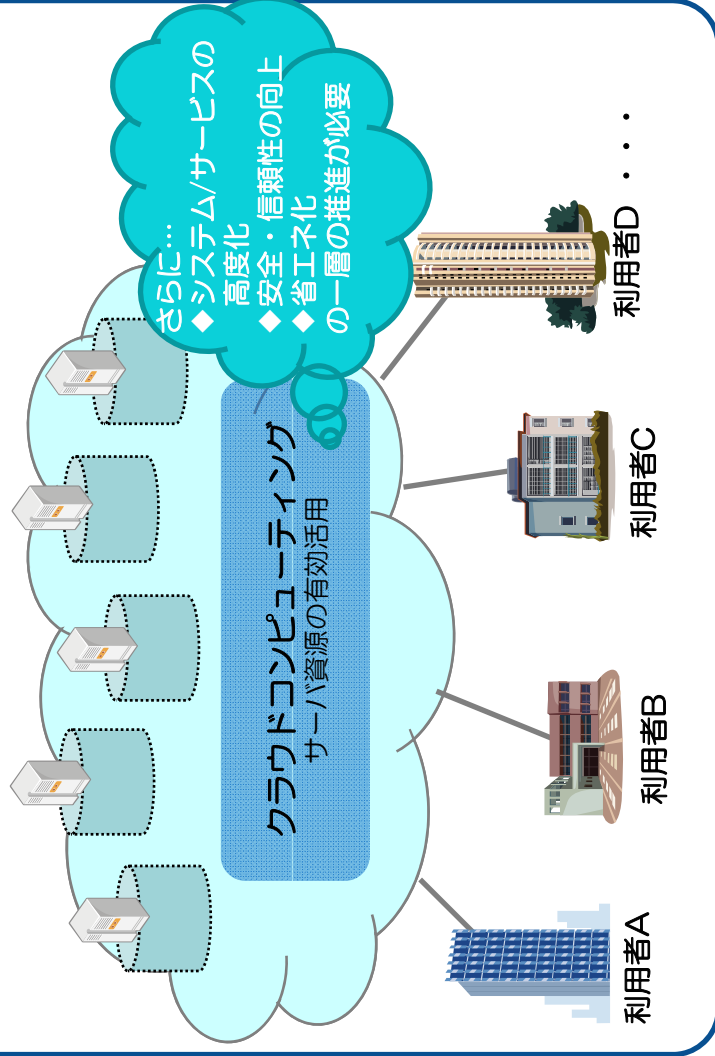 さらに…
◆システム/サービスの
高度化
◆安全・信頼性の向上
◆省エネ化
の一層の推進が必要
クラウドコンピューティング
サーバ資源の有効活用
利用者A
利用者B
利用者C
利用者D
・・・